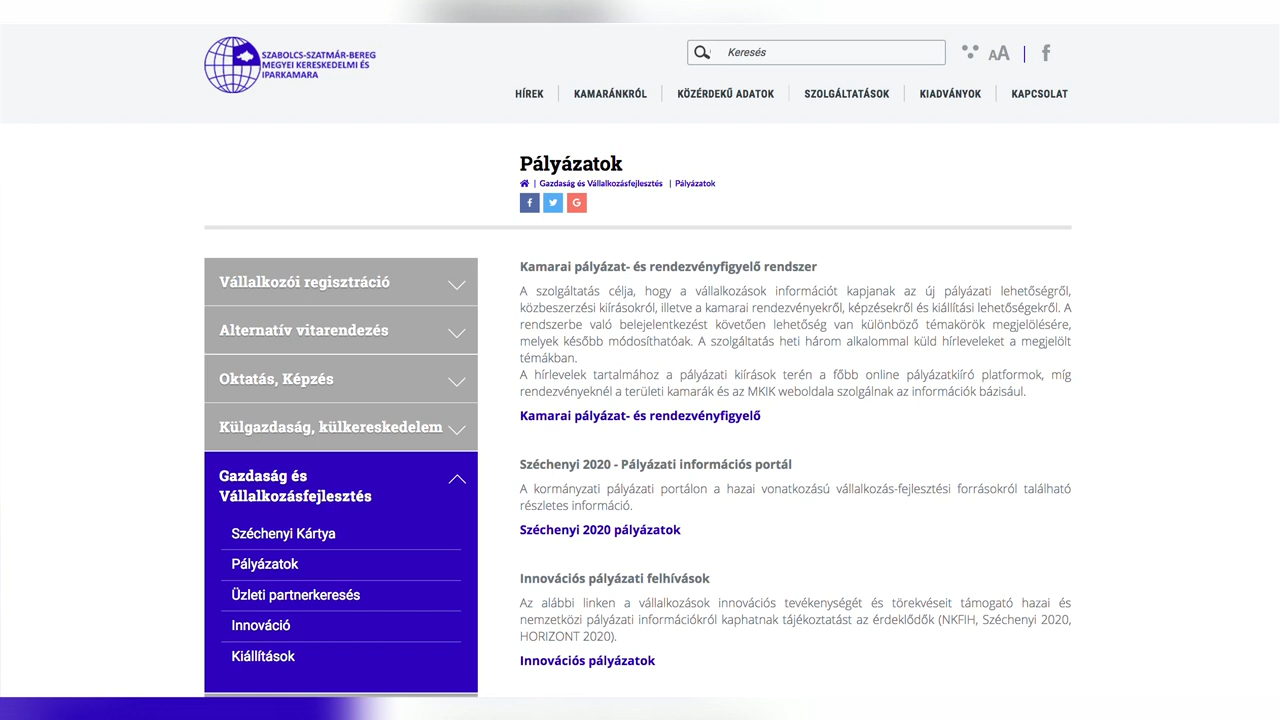 SZABOLCS-SZATMÁR-BEREG
MEGYEI KERESKEDELMI ÉS
IPARKAMARA
Keresés
AA
HÍREK
KAMARÁNKRÓL
KÖZÉRDEKŰ ADATOK
SZOLGÁLTATÁSOK
KIADVÁNYOK
KAPCSOLAT
Pályázatok
| Gazdaság és Vállalkozásfejlesztés | Pályázatok
Vállalkozói regisztráció
Alternatív vitarendezés
Oktatás, Képzés
Külgazdaság, külkereskedelem
Gazdaság és
Vállalkozásfejlesztés
Széchenyi Kártya
Pályázatok
Üzleti partnerkeresés
Innováció
Kiállítások
Kamarai pályázat- és rendezvényfigyelő rendszer
A szolgáltatás célja, hogy a vállalkozások információt kapjanak az új pályázati lehetőségről,
közbeszerzési kiírásokról, illetve a kamarai rendezvényekről, képzésekről és kiállítási lehetőségekről. A
rendszerbe való belejelentkezést követően lehetőség van különböző témakörök megjelölésére,
melyek később módosíthatóak. A szolgáltatás heti három alkalommal küld hírleveleket a megjelölt
témákban.
A hírlevelek tartalmához a pályázati kiírások terén a főbb online pályázatkiíró platformok, míg
rendezvényeknél a területi kamarák és az MKIK weboldala szolgálnak az információk bázisául.
Kamarai pályázat- és rendezvényfigyelő
Széchenyi 2020 - Pályázati információs portál
A kormányzati pályázati portálon a hazai vonatkozású vállalkozás-fejlesztési forrásokról található
részletes információ.
Széchenyi 2020 pályázatok
Innovációs pályázati felhívások
Az alábbi linken a vállalkozások innovációs tevékenységét és törekvéseit támogató hazai és
nemzetközi pályázati információkról kaphatnak tájékoztatást az érdeklődők (NKFIH, Széchenyi 2020,
HORIZONT 2020).
Innovációs pályázatok